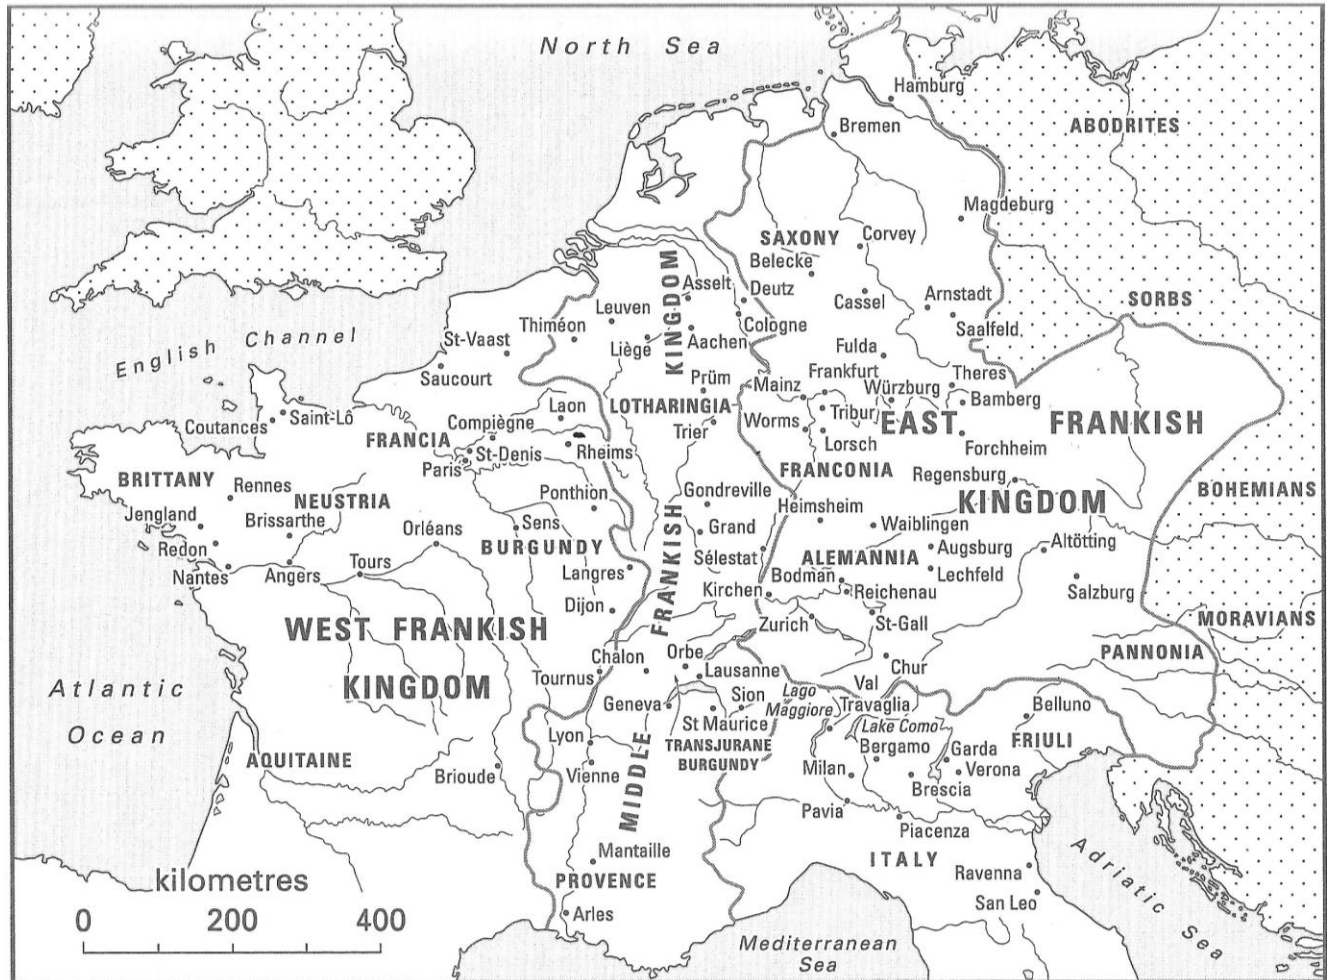 North Sea
Hamburg
Bremen
ABODRITES
Magdeburg
SAXONY
Corvey
Belecke
Asselt
Deutz
Cassel
Arnstadt
SORBS
Leuven
Cologne
Saalfeld
English Channel
Thiméon
St-Vaast
Liège
Aachen
KINGDOM
Fulda
Saucourt
Prüm
Mainz
Frankfurt
Würzburg
Theres
Bamberg
Saint-Lô
Coutances
Laon
Compiègne
LOTHARINGIA
Trier
Worms
Tribur
EAST FRANKISH
FRANCIA
St-Denis
Paris
Rheims
Lorsch
Forchheim
BRITTANY
Rennes
NEUSTRIA
Ponthion
Gondreville
FRANCONIA
Regensburg
KINGDOM
BOHEMIANS
Jengland
Brissarthe
Orléans
Sens
Grand
Heimsheim
Waiblingen
Redon
BURGUNDY
Sélestat
ALEMANNIA
Augsburg
Altötting
Nantes
Angers
Tours
Langres
Lechfeld
Bodman
Kirchen
Reichenau
Salzburg
Dijon
FRANKISH
Zurich
St-Gall
MORAVIANS
WEST FRANKISH
KINGDOM
Chalon
Orbe
Lausanne
Chur
PANNONIA
Tournus
Atlantic
Ocean
Geneva
Sion
St Maurice
Lago
Maggiore
Val
Travaglia
Lake Como
Belluno
FRIULI
Lyon
TRANSJURANE
BURGUNDY
Bergamo
Garda
AQUITAINE
Brioude
Vienne
MIDDLE
Milan
Verona
Brescia
Pavia
Piacenza
Mantaille
ITALY
Adriatic Sea
PROVENCE
Ravenna
San Leo
Arles
Mediterranean
Sea
kilometres
0 200 400